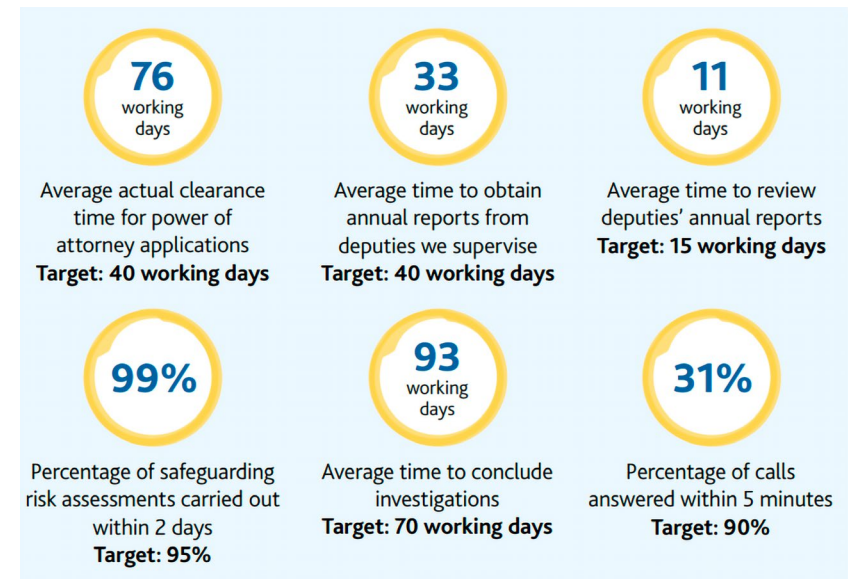 76
working
days
Average actual clearance
time for power of
attorney applications
Target: 40 working days
33
working
days
Average time to obtain
annual reports from
deputies we supervise
Target: 40 working days
11
working
days
Average time to review
deputies’ annual reports
Target: 15 working days
99%
Percentage of safeguarding
risk assessments carried out
within 2 days
Target: 95%
93
working
days
Average time to conclude
investigations
Target: 70 working days
31%
Percentage of calls
answered within 5 minutes
Target: 90%